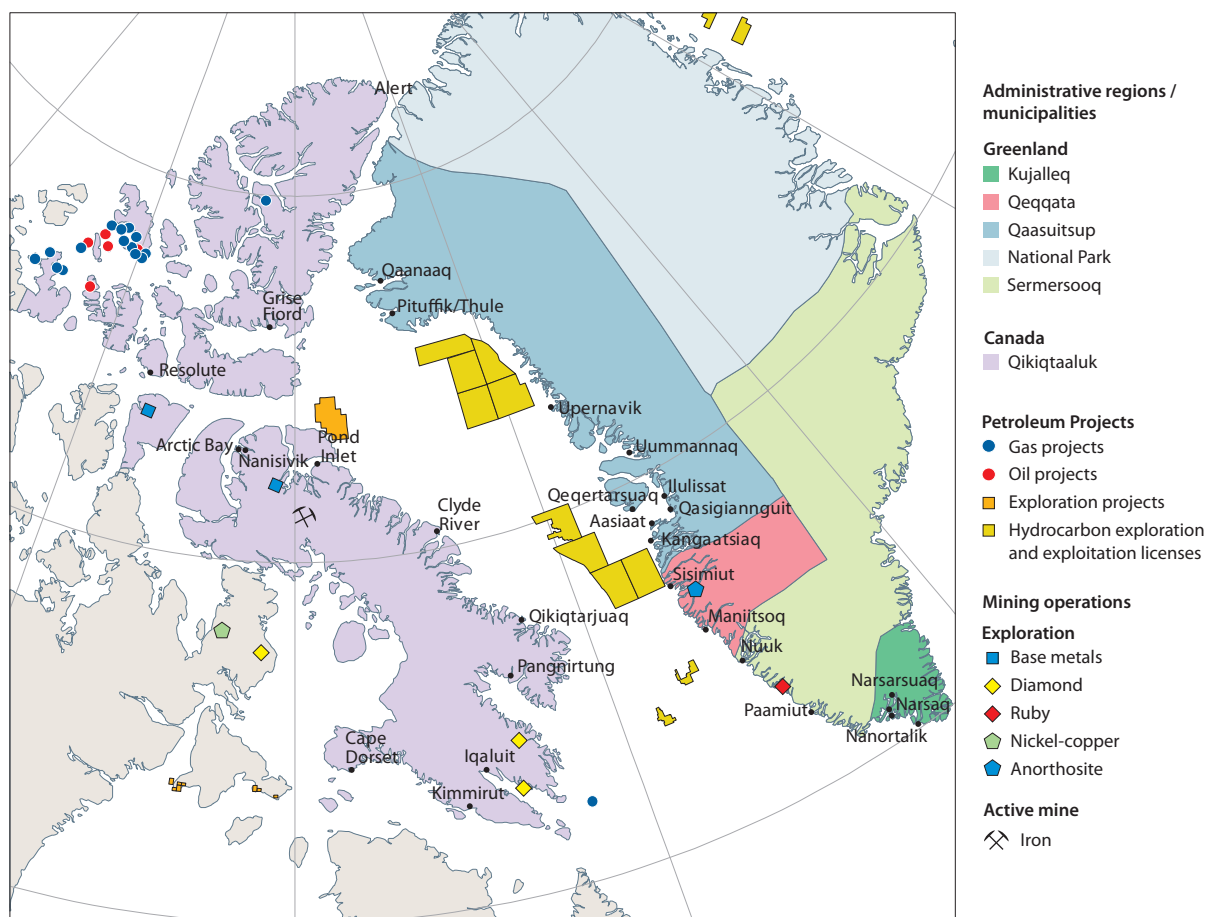 Alert
Qaanaaq
Pituffik/Thule
Grise
Fiord
Resolute
Upernavik
Arctic Bay
Nanisivik
Pond
Inlet
Uummannaq
Clyde
River
Qeqertarsuaq
Ilulissat
Qasigiannguit
Aasiaat
Kangaatsiaq
Sisimiut
Qikiqtarjuaq
Maniitsoq
Nuuk
Pangnirtung
Paamiut
Narsarsuaq
Narsaq
Nanortalik
Cape
Dorset
Iqaluit
Kimmirut
Administrative regions /
municipalities
Greenland
Kujalleq
Qeqqata
Qaasuitsup
National Park
Sermersooq
Canada
Qikiqtaaluk
Petroleum Projects
Gas projects
Oil projects
Exploration projects
Hydrocarbon exploration
and exploitation licenses
Mining operations
Exploration
Base metals
Diamond
Ruby
Nickel-copper
Anorthosite
Active mine
Iron